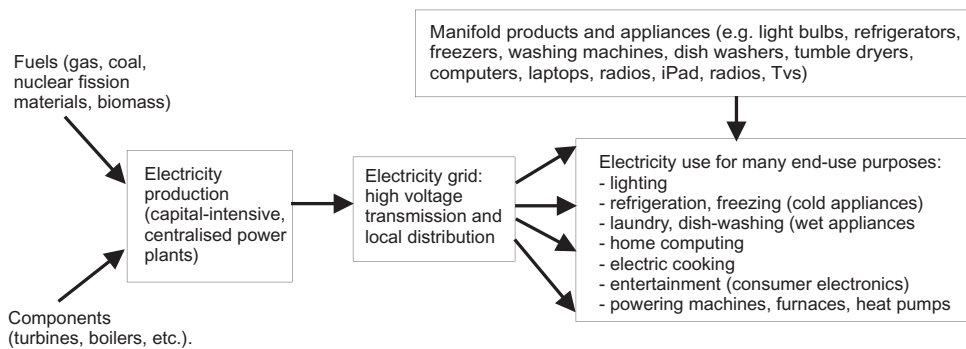 Manifold products and appliances (e.g. light bulbs, refrigerators,
freezers, washing machines, dish washers, tumble dryers,
computers, laptops, radios, iPad, radios, Tvs)
Fuels (gas, coal,
nuclear fission
materials, biomass)
Electricity
production
(capital-intensive,
centralised power
plants)
Electricity grid:
high voltage
transmission and
local distribution
Electricity use for many end-use purposes:
- lighting
- refrigeration, freezing (cold appliances)
- laundry, dish-washing (wet appliances
- home computing
- electric cooking
- entertainment (consumer electronics)
- powering machines, furnaces, heat pumps
Components
(turbines, boilers, etc.).